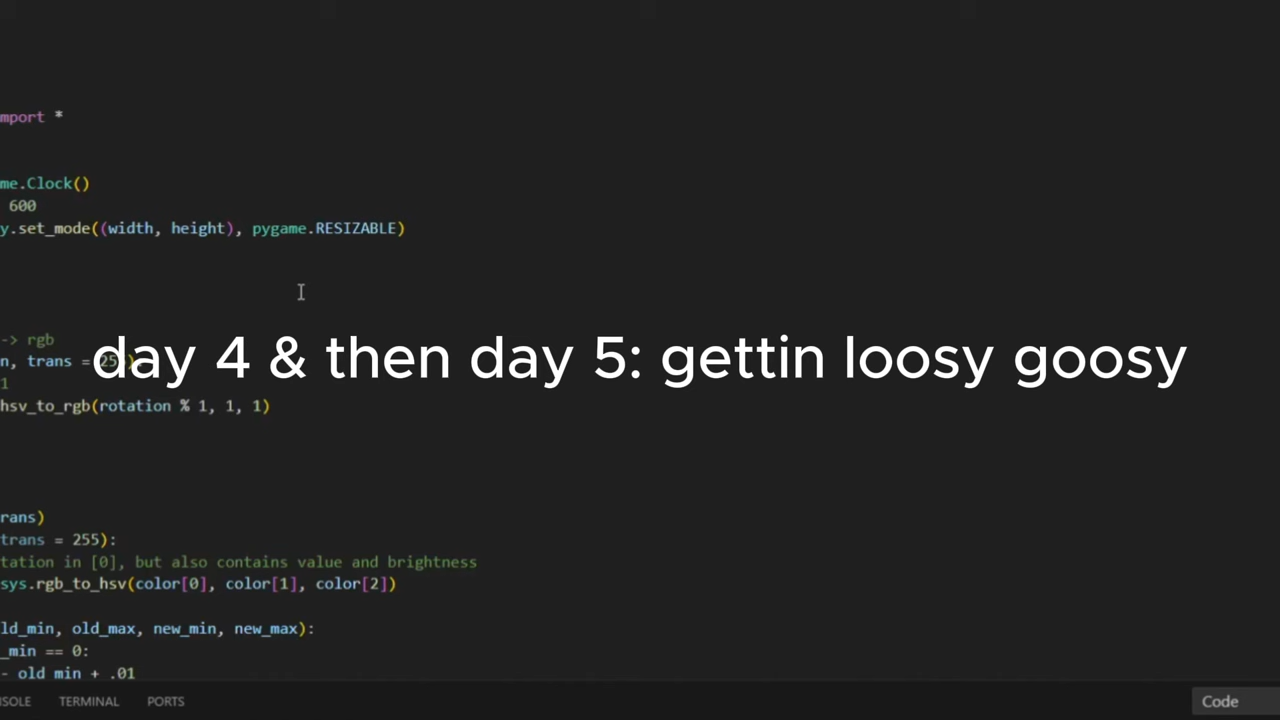 mport *
me.Clock()
600
y.set_mode((width, height), pygame.RESIZABLE)
-> rgb
day 4 & then day 5: gettin loosy goosy
n, trans = 255)
1
hsv_to_rgb(rotation % 1, 1, 1)
rans)
trans = 255):
tation in [0], but also contains value and brightness
sys.rgb_to_hsv(color[0], color[1], color[2])
ld_min, old_max, new_min, new_max):
_min == 0:
- old min + .01
SOLE TERMINAL PORTS Code